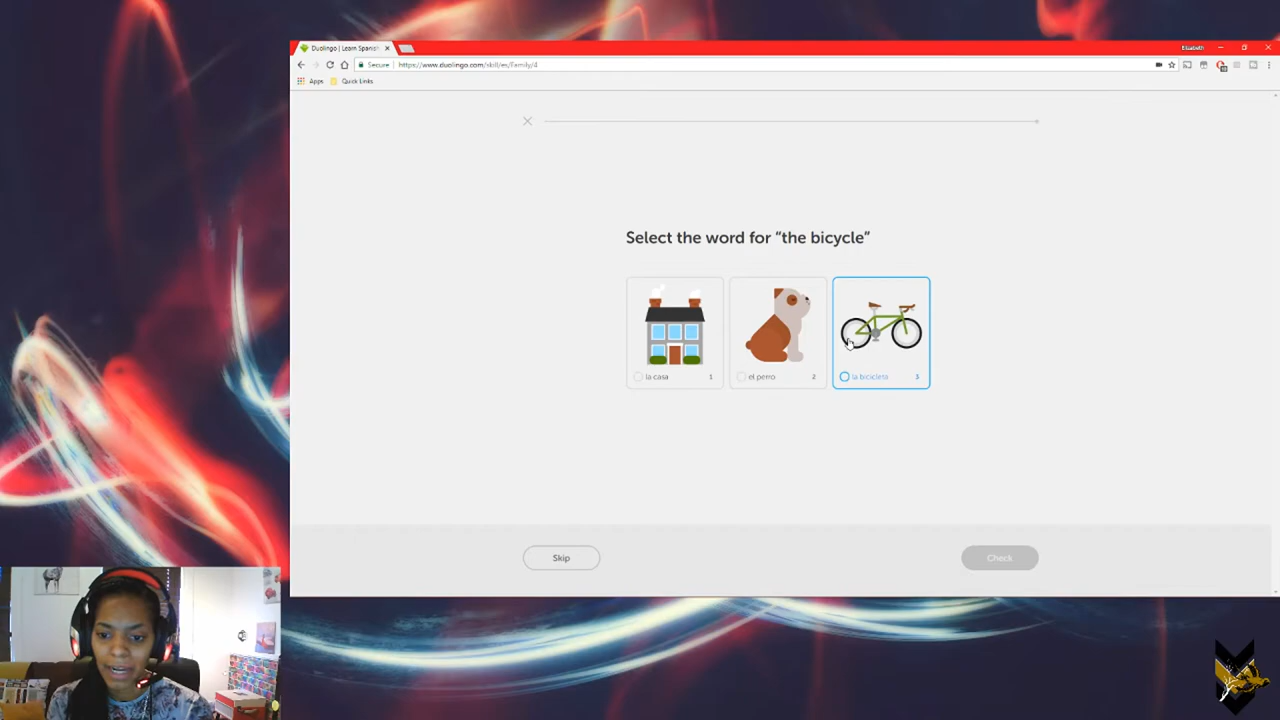 Duolingo | Learn Spanish
Elizabeth
Secure
https://www.duolingo.com/skill/es/Family/4
Apps
Quick Links
Select the word for “the bicycle”
la casa 1
el perro 2
la bicicleta 3
Skip
Check